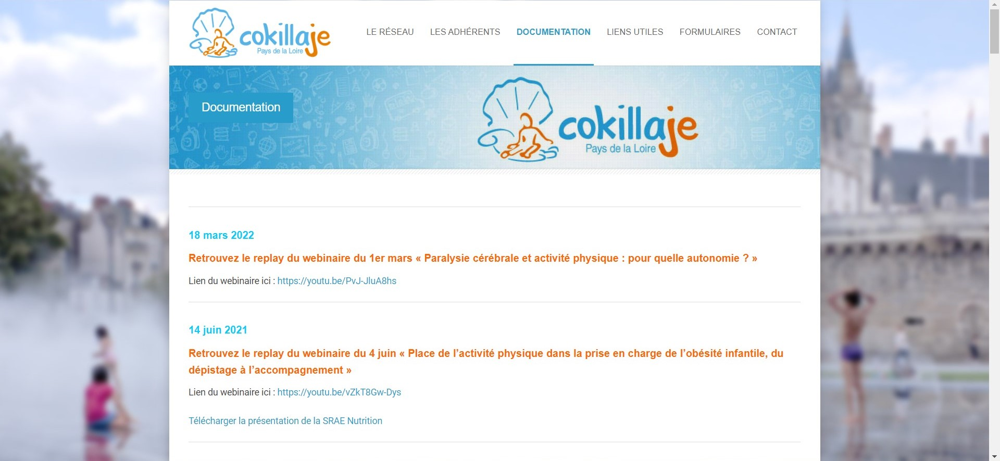 cokillaje
Pays de la Loire
LE RÉSEAU LES ADHÉRENTS DOCUMENTATION LIENS UTILES FORMULAIRES CONTACT
Documentation
cokillaje
Pays de la Loire
18 mars 2022
Retrouvez le replay du webinaire du 1er mars « Paralysie cérébrale et activité physique : pour quelle autonomie ? »
Lien du webinaire ici : https://youtu.be/PvJ-JluA8hs
14 juin 2021
Retrouvez le replay du webinaire du 4 juin « Place de l’activité physique dans la prise en charge de l’obésité infantile, du
dépistage à l’accompagnement »
Lien du webinaire ici : https://youtu.be/vZkT8Gw-Dys
Télécharger la présentation de la SRAE Nutrition